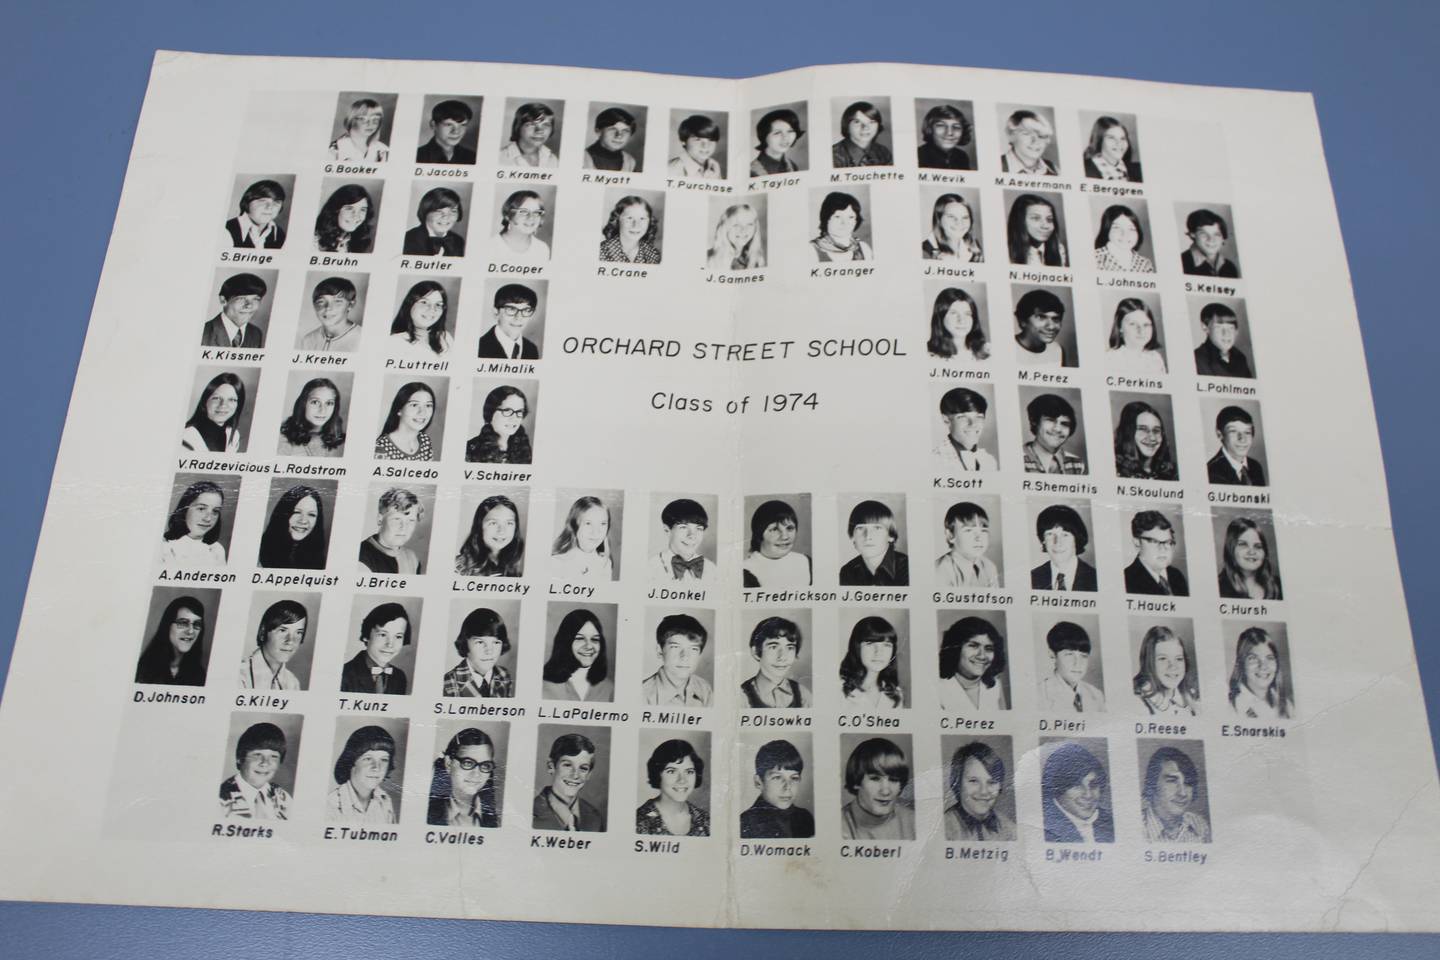 G.Booker D.Jacobs G.Kramer R.Myatt T.Purchase K.Taylor M.Touchette M.Wevik M.Aevermann E.Berggren
S.Bringe B.Bruhn R.Butler D.Cooper R.Crane J.Gamnes K.Granger J.Hauck N.Hojnacki L.Johnson S.Kelsey
K.Kissner J.Kreher P.Luttrell J.Mihalik J.Norman M.Perez C.Perkins L.Pohlman
ORCHARD STREET SCHOOL
Class of 1974
V.Radzevicious L.Rodstrom A.Salcedo V.Schairer K.Scott R.Shemaitis N.Skoulund G.Urbanski
A.Anderson D.Appelquist J.Brice L.Cernocky L.Cory J.Donkel T.Fredrickson J.Goerner G.Gustafson P.Haizman T.Hauck C.Hursh
D.Johnson G.Kiley T.Kunz S.Lamberson L.LaPalermo R.Miller P.Olsowka C.O'Shea C.Perez D.Pieri D.Reese E.Snarskis
R.Starks E.Tubman C.Valles K.Weber S.Wild D.Womack C.Koberl B.Metzig B.Wendt S.Bentley